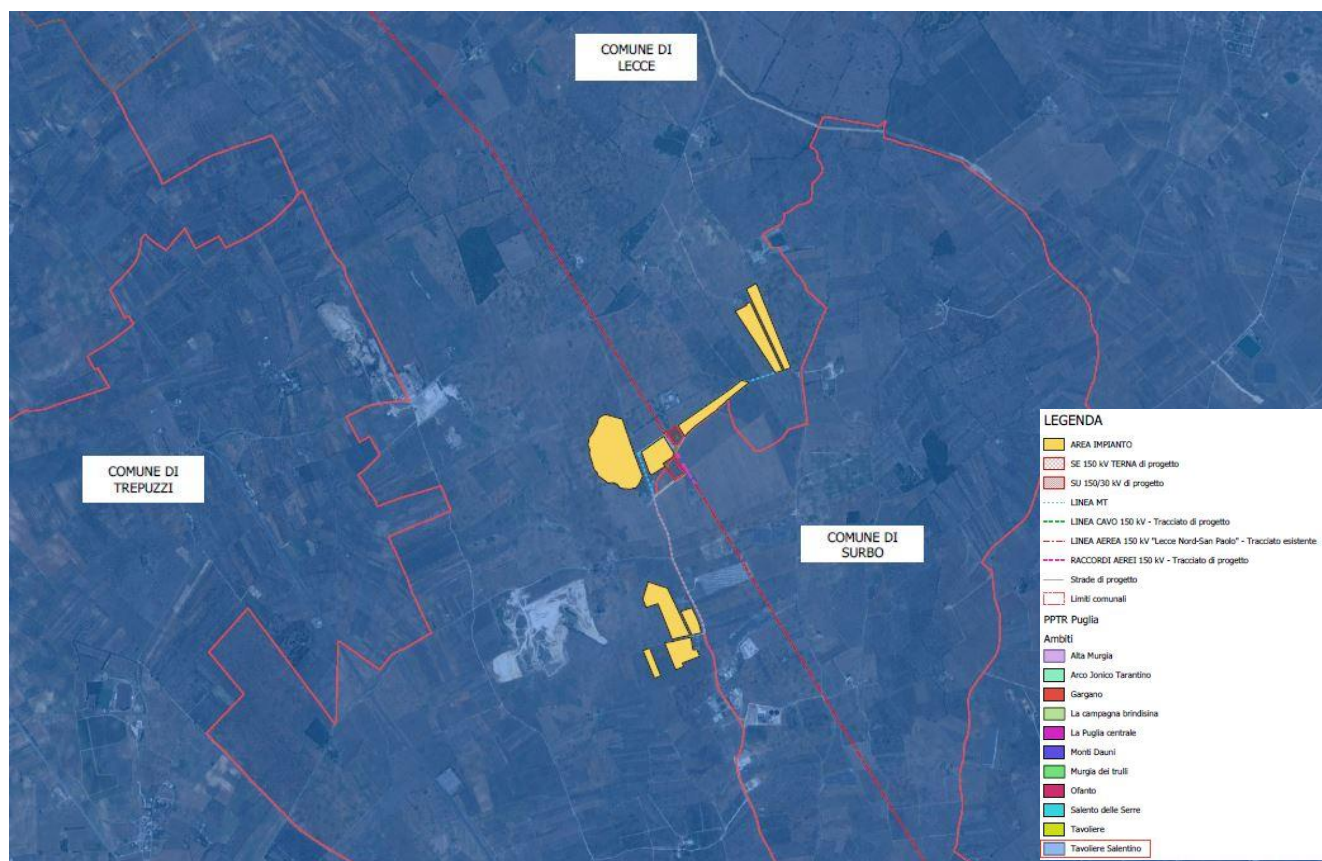 COMUNE DI
LECCE
COMUNE DI
TREPUZZI
COMUNE DI
SURBO
LEGENDA
AREA IMPIANTO
SE 150 kV TERNA di progetto
SU 150/30 kV di progetto
LINEA MT
LINEA CAVO 150 kV - Tracciato di progetto
LINEA AEREA 150 kV "Lecce Nord-San Paolo" - Tracciato esistente
RACCORDI AEREI 150 kV - Tracciato di progetto
Strade di progetto
Limiti comunali
PPTR Puglia
Ambiti
Alta Murgia
Arco Jonico Tarantino
Gargano
La campagna brindisina
La Puglia centrale
Monti Dauni
Murgia dei trulli
Ofanto
Salento delle Serre
Tavoliere
Tavoliere Salentino